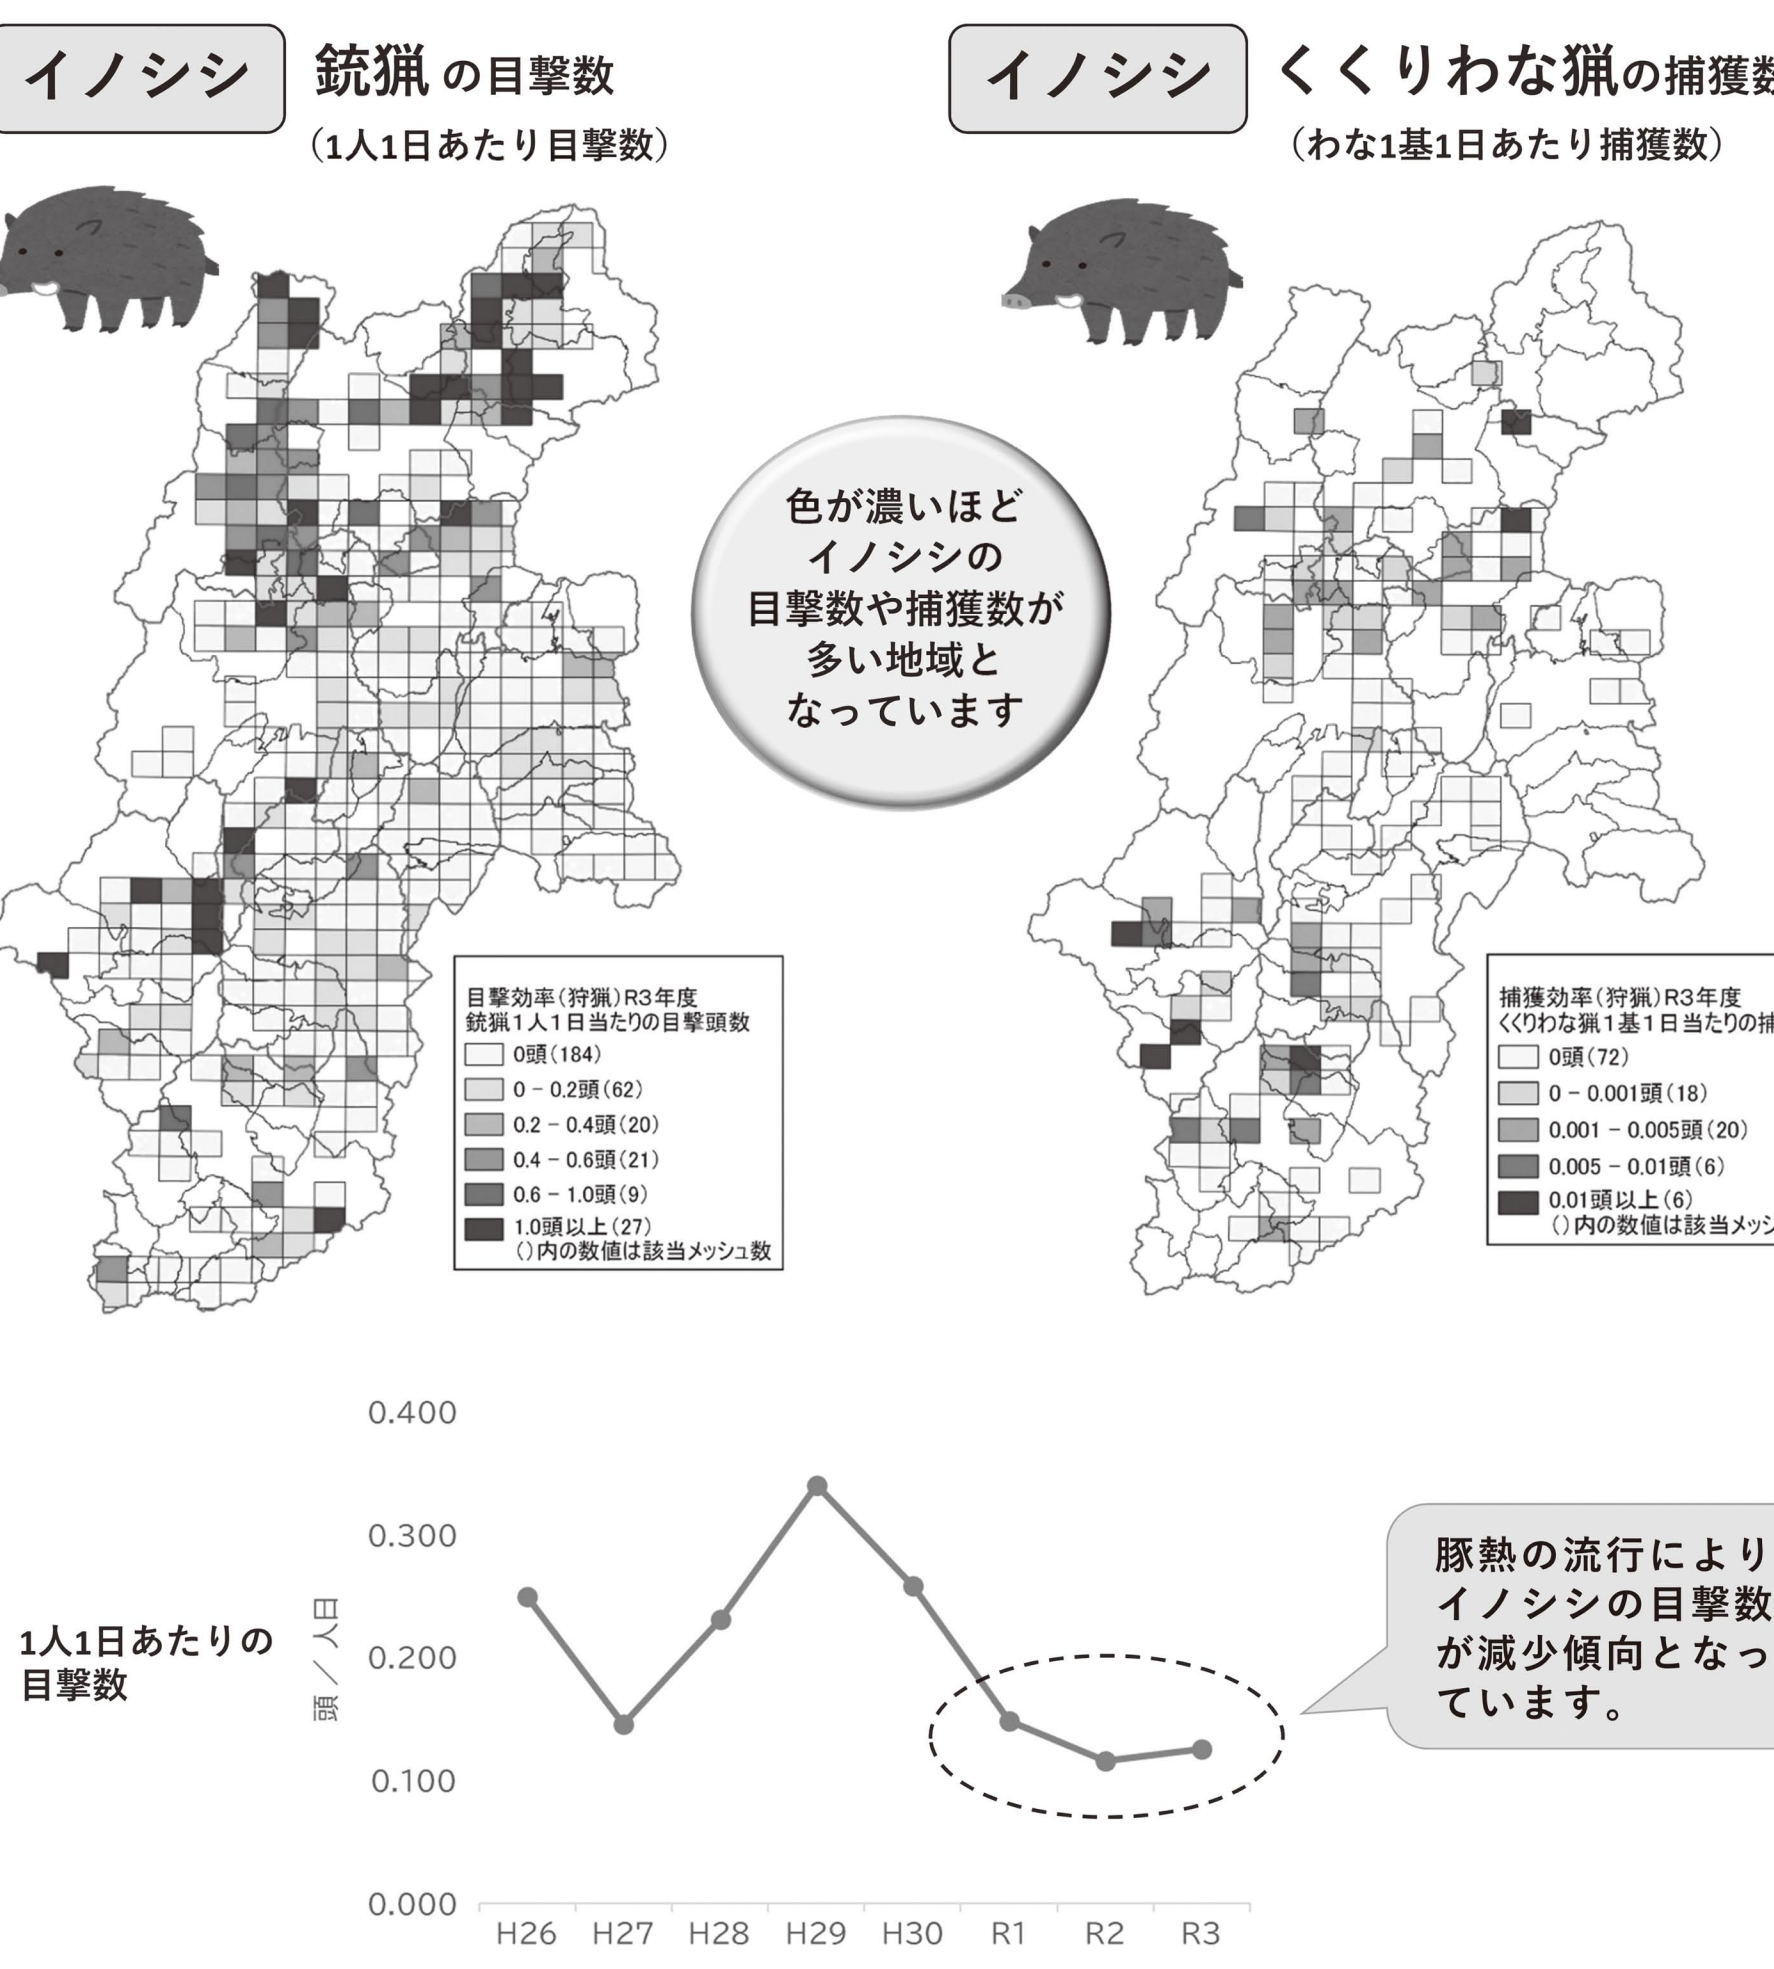 イノシシ
銃猟の目撃数
（1人1日あたり目撃数）
イノシシ
くくりわな猟の捕獲数
（わな1基1日あたり捕獲数）
色が濃いほど
イノシシの
目撃数や捕獲数が
多い地域と
なっています
目撃効率（狩猟）R3年度
銃猟1人1日当たりの目撃頭数
0頭（184）
0 − 0.2頭（62）
0.2 − 0.4頭（20）
0.4 − 0.6頭（21）
0.6 − 1.0頭（9）
1.0頭以上（27）
（）内の数値は該当メッシュ数
捕獲効率（狩猟）R3年度
くくりわな猟1基1日当たりの捕
0頭（72）
0 − 0.001頭（18）
0.001 − 0.005頭（20）
0.005 − 0.01頭（6）
0.01頭以上（6）
（）内の数値は該当メッシ
1人1日あたりの
目撃数
頭／人日
0.400
0.300
0.200
0.100
0.000
H26 H27 H28 H29 H30 R1 R2 R3
豚熱の流行により
イノシシの目撃数
が減少傾向となっ
ています。